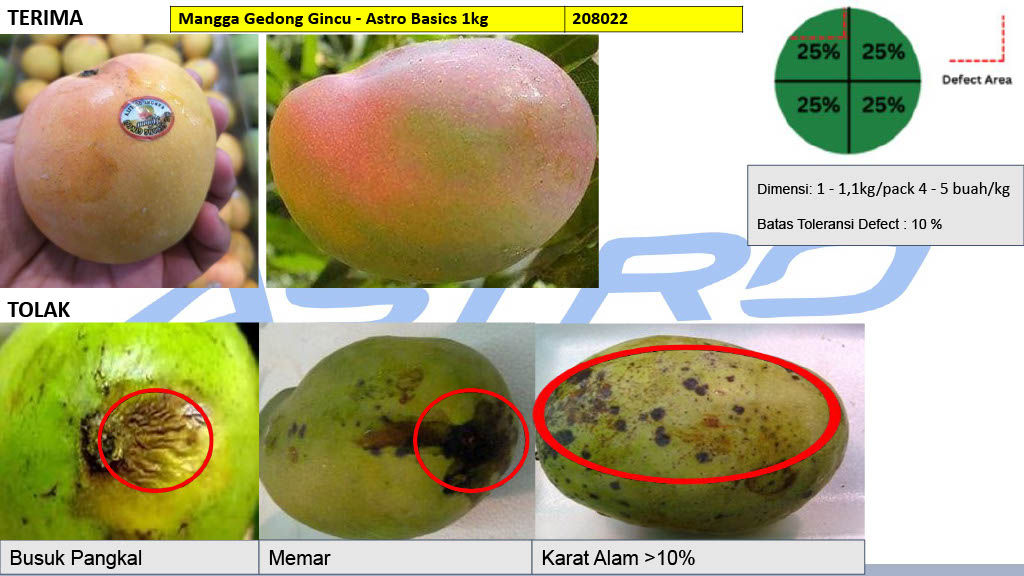 TERIMA
Mangga Gedong Gincu - Astro Basics 1kg
208022
25% 25%
25% 25%
Defect Area
Dimensi: 1 - 1,1kg/pack 4 - 5 buah/kg
Batas Toleransi Defect : 10 %
ASTRO
TOLAK
Busuk Pangkal
Memar
Karat Alam >10%